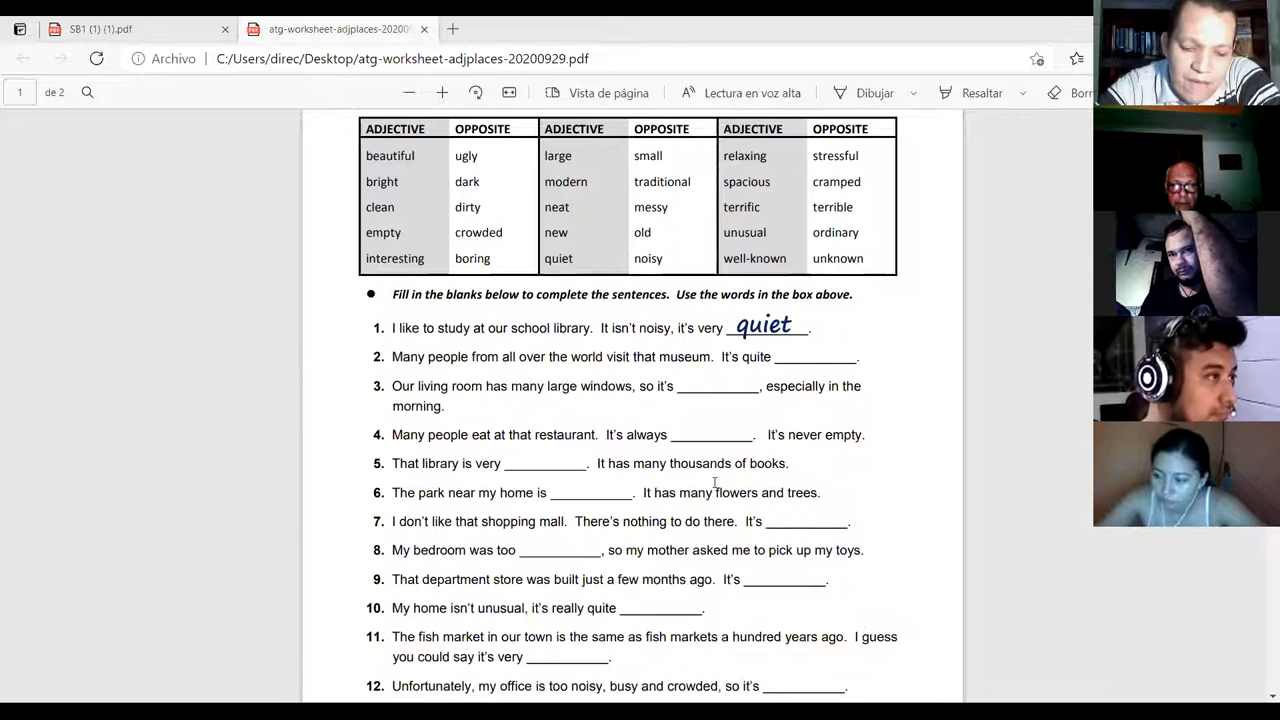 SB1 (1) (1).pdf
atg-worksheet-adjplaces-2020092
Archivo C:/Users/direc/Desktop/atg-worksheet-adjplaces-20200929.pdf
1 de 2 Vista de página Lectura en voz alta Dibujar Resaltar Borr
ADJECTIVE OPPOSITE ADJECTIVE OPPOSITE ADJECTIVE OPPOSITE
beautiful ugly large small relaxing stressful
bright dark modern traditional spacious cramped
clean dirty neat messy terrific terrible
empty crowded new old unusual ordinary
interesting boring quiet noisy well-known unknown
● Fill in the blanks below to complete the sentences. Use the words in the box above.
1. I like to study at our school library. It isn't noisy, it's very quiet.
2. Many people from all over the world visit that museum. It's quite ___________.
3. Our living room has many large windows, so it's ___________, especially in the
morning.
4. Many people eat at that restaurant. It's always ___________. It's never empty.
5. That library is very ___________. It has many thousands of books.
6. The park near my home is ___________. It has many flowers and trees.
7. I don't like that shopping mall. There's nothing to do there. It's ___________.
8. My bedroom was too ___________, so my mother asked me to pick up my toys.
9. That department store was built just a few months ago. It's ___________.
10. My home isn't unusual, it's really quite ___________.
11. The fish market in our town is the same as fish markets a hundred years ago. I guess
you could say it's very ___________.
12. Unfortunately, my office is too noisy, busy and crowded, so it's ___________.